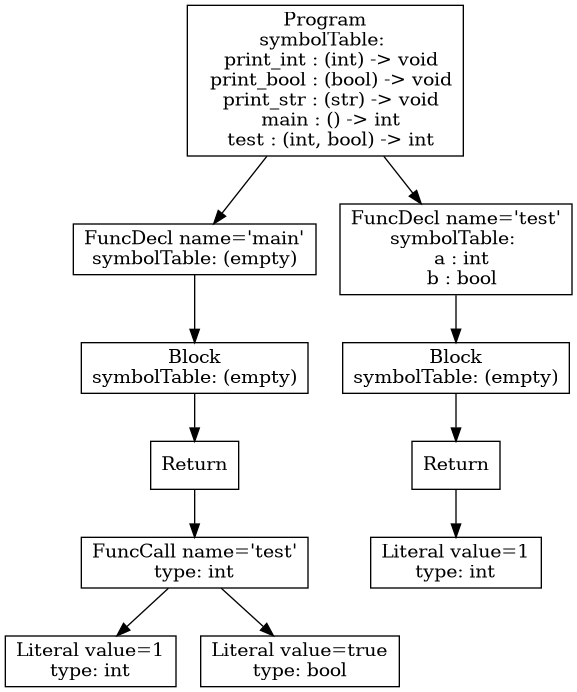 Program
symbolTable:
print_int : (int) -> void
print_bool : (bool) -> void
print_str : (str) -> void
main : () -> int
test : (int, bool) -> int
FuncDecl name='main'
symbolTable: (empty)
FuncDecl name='test'
symbolTable:
a : int
b : bool
Block
symbolTable: (empty)
Block
symbolTable: (empty)
Return
Return
FuncCall name='test'
type: int
Literal value=1
type: int
Literal value=1
type: int
Literal value=true
type: bool